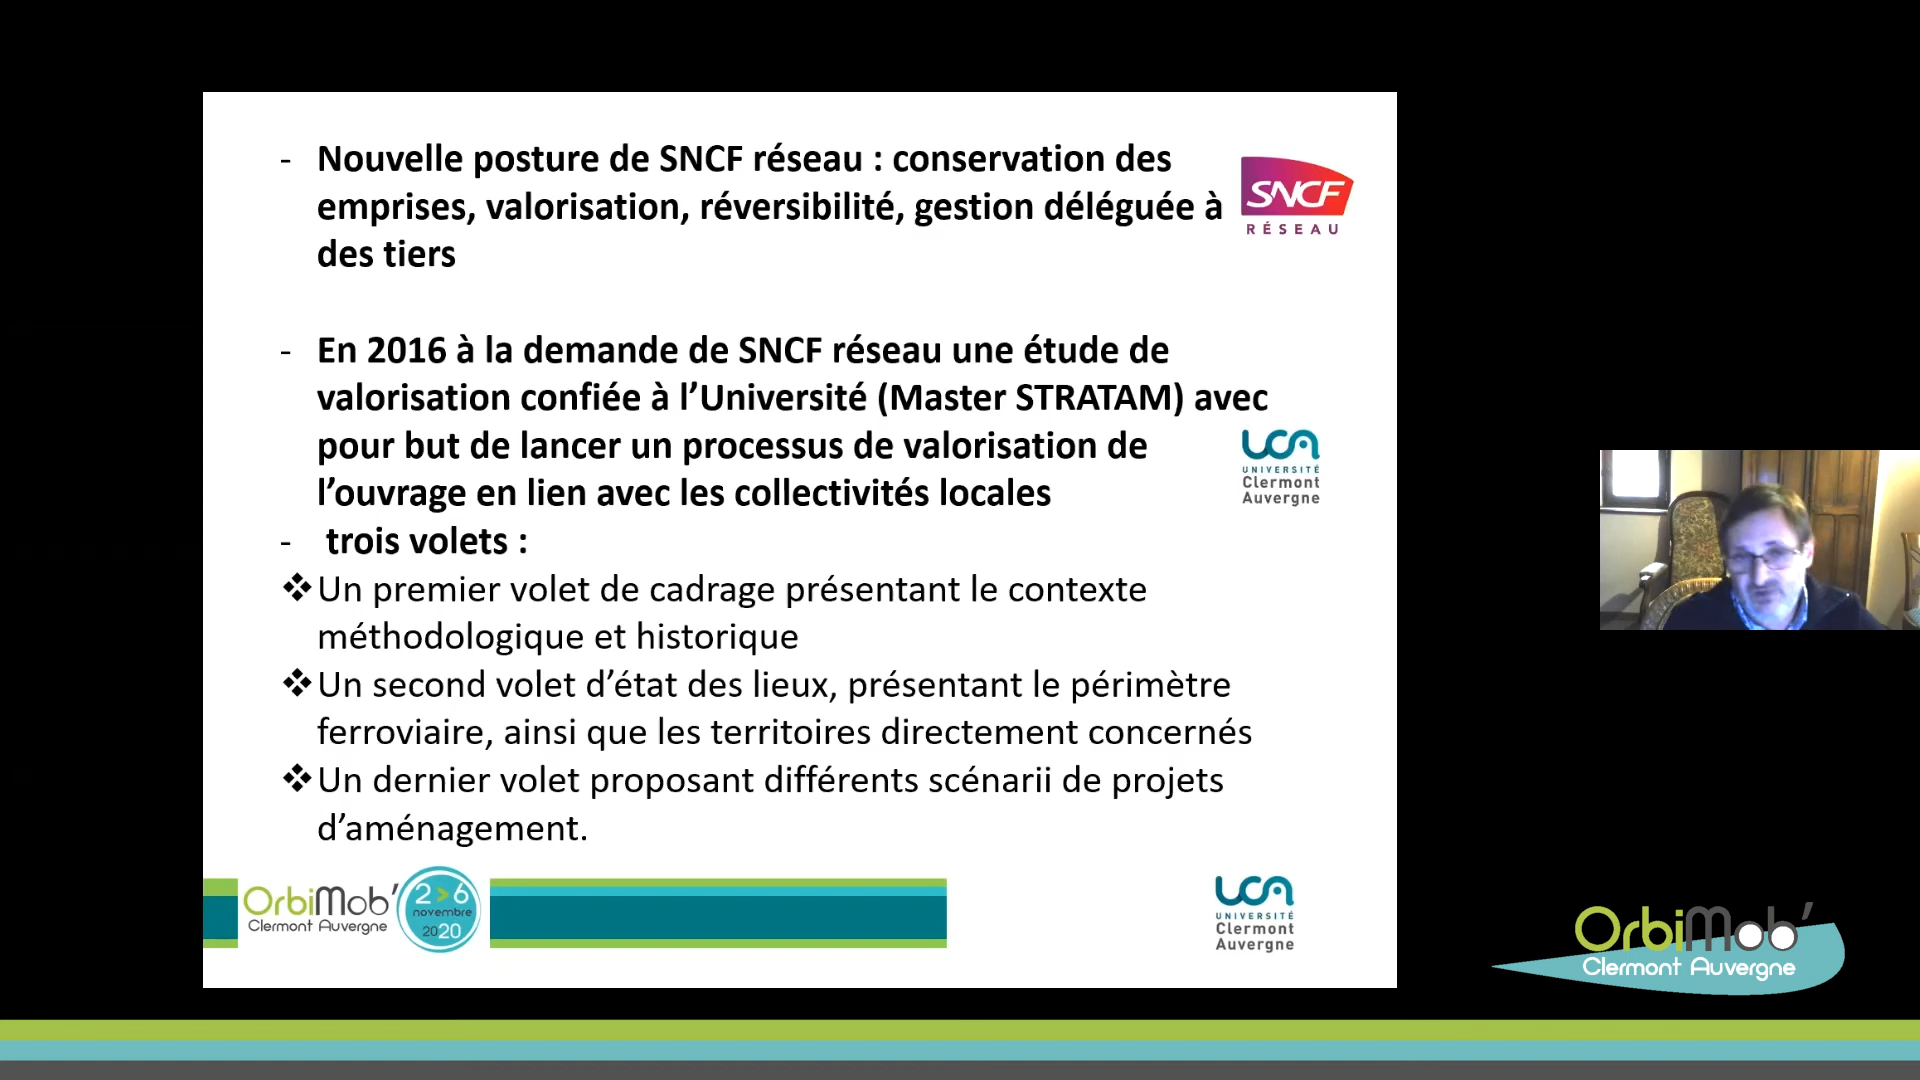 - Nouvelle posture de SNCF réseau : conservation des
emprises, valorisation, réversibilité, gestion déléguée à
des tiers
SNCF
RÉSEAU
- En 2016 à la demande de SNCF réseau une étude de
valorisation confiée à l’Université (Master STRATAM) avec
pour but de lancer un processus de valorisation de
l’ouvrage en lien avec les collectivités locales
UCA
UNIVERSITÉ
Clermont
Auvergne
- trois volets :
❖Un premier volet de cadrage présentant le contexte
méthodologique et historique
❖Un second volet d’état des lieux, présentant le périmètre
ferroviaire, ainsi que les territoires directement concernés
❖Un dernier volet proposant différents scénarii de projets
d’aménagement.
OrbiMob’
Clermont Auvergne
2>6
novembre
2020
UCA
UNIVERSITÉ
Clermont
Auvergne
OrbiMob’
Clermont Auvergne